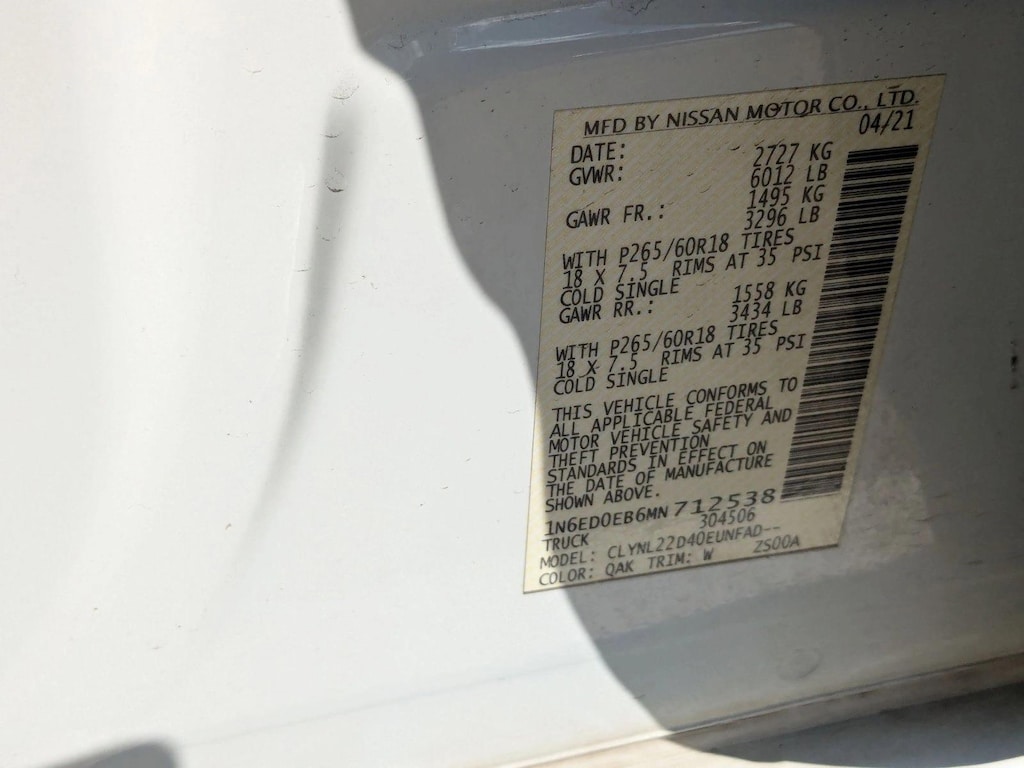 MFD BY NISSAN MOTOR CO., LTD.
DATE: 04/21
GVWR: 2727 KG
6012 LB
GAWR FR.: 1495 KG
3296 LB
WITH P265/60R18 TIRES
18 X 7.5 RIMS AT 35 PSI
COLD SINGLE
GAWR RR.: 1558 KG
3434 LB
WITH P265/60R18 TIRES
18 X 7.5 RIMS AT 35 PSI
COLD SINGLE
THIS VEHICLE CONFORMS TO
ALL APPLICABLE FEDERAL
MOTOR VEHICLE SAFETY AND
THEFT PREVENTION
STANDARDS IN EFFECT ON
THE DATE OF MANUFACTURE
SHOWN ABOVE.
1N6ED0EB6MN 712538
TRUCK 304506
MODEL: CLYNL22D40EUNFAD--
COLOR: QAK TRIM: W ZS00A